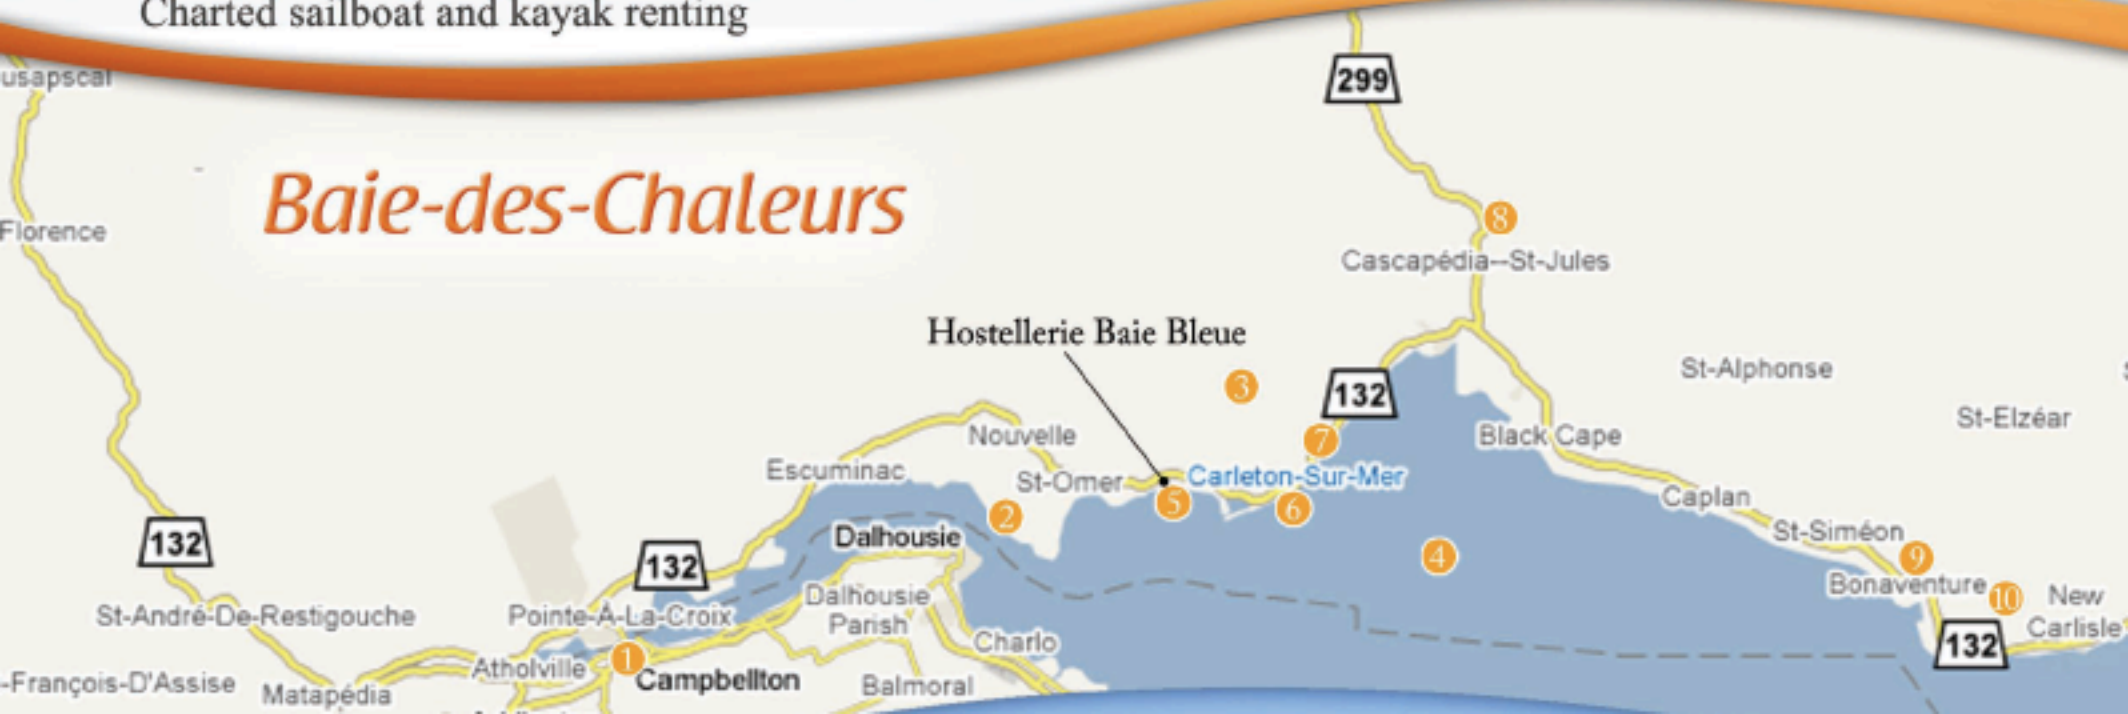 Charted sailboat and kayak renting
299
usapscal
Baie-des-Chaleurs
8
Florence
Cascapédia--St-Jules
Hostellerie Baie Bleue
St-Alphonse
3
132
St-Elzéar
Nouvelle
7
Black Cape
Escuminac
St-Omer
Carleton-Sur-Mer
Caplan
5
6
2
St-Siméon
132
Dalhousie
4
9
132
Bonaventure
10
New
Carlisle
Dalhousie
Parish
St-André-De-Restigouche
Pointe-À-La-Croix
Charlo
132
1
Atholville
Campbellton
-François-D'Assise
Matapédia
Balmoral